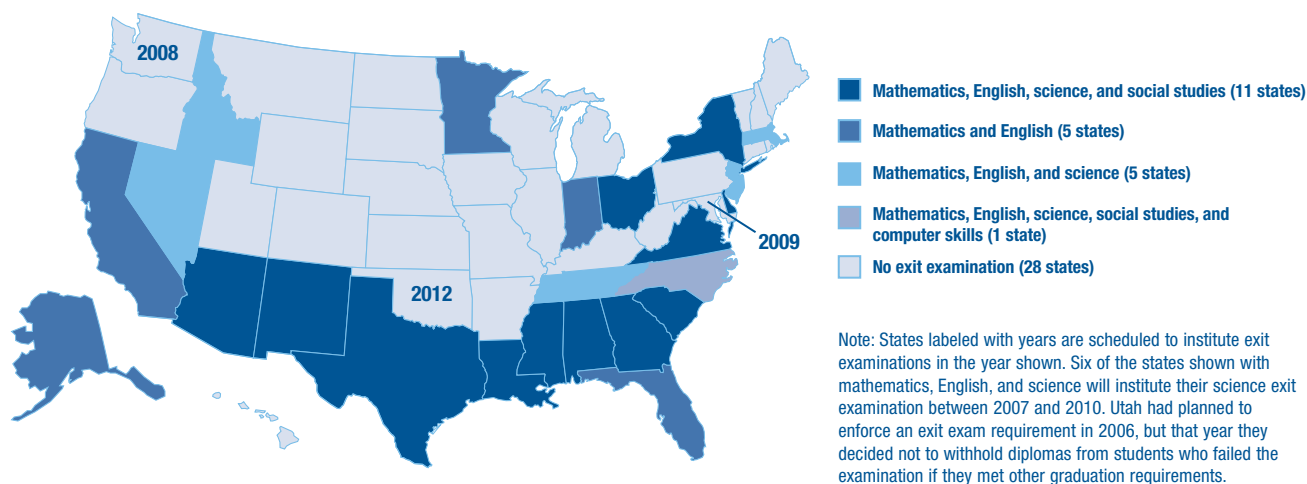 2008
2009
2012
Mathematics, English, science, and social studies (11 states)
Mathematics and English (5 states)
Mathematics, English, and science (5 states)
Mathematics, English, science, social studies, and
computer skills (1 state)
No exit examination (28 states)
Note: States labeled with years are scheduled to institute exit
examinations in the year shown. Six of the states shown with
mathematics, English, and science will institute their science exit
examination between 2007 and 2010. Utah had planned to
enforce an exit exam requirement in 2006, but that year they
decided not to withhold diplomas from students who failed the
examination if they met other graduation requirements.